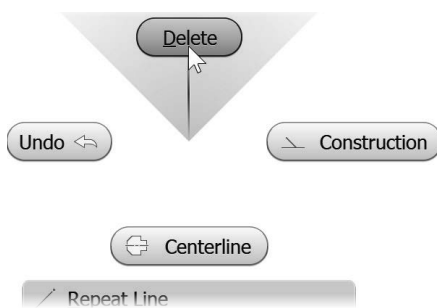 Delete
Undo
Construction
Centerline
Repeat Line